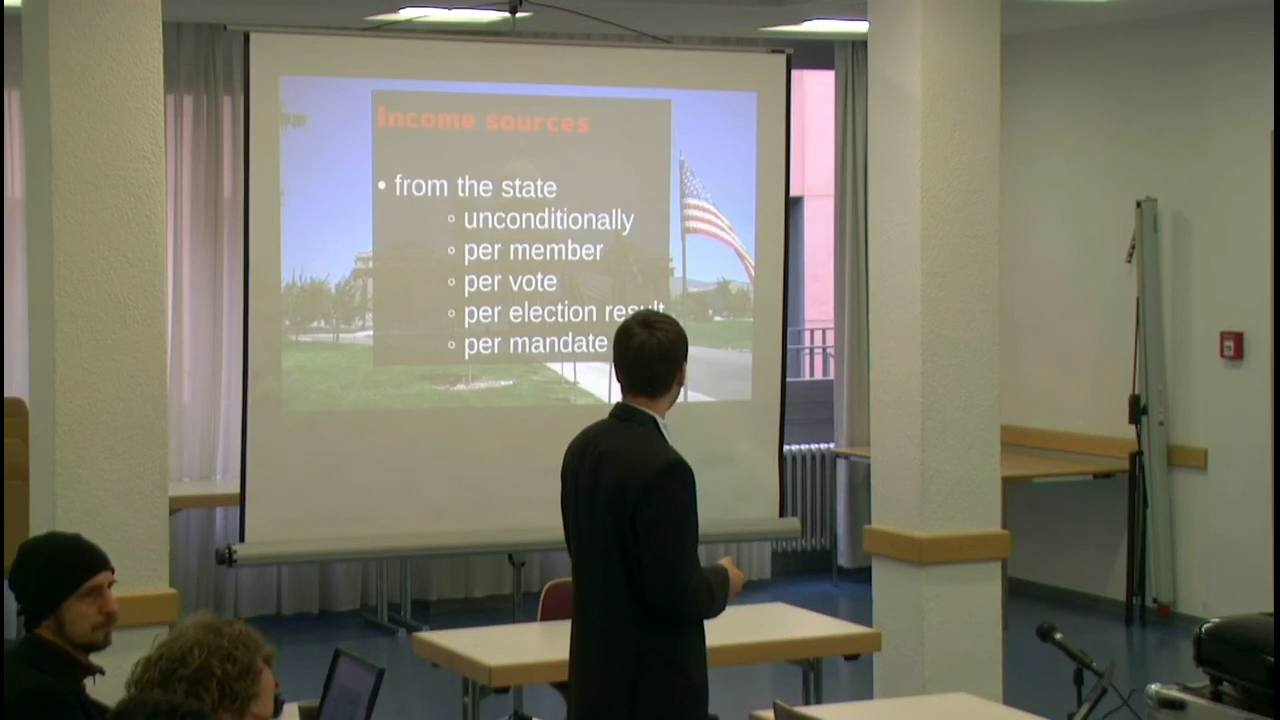 Income sources
• from the state
◦ unconditionally
◦ per member
◦ per vote
◦ per election result
◦ per mandate